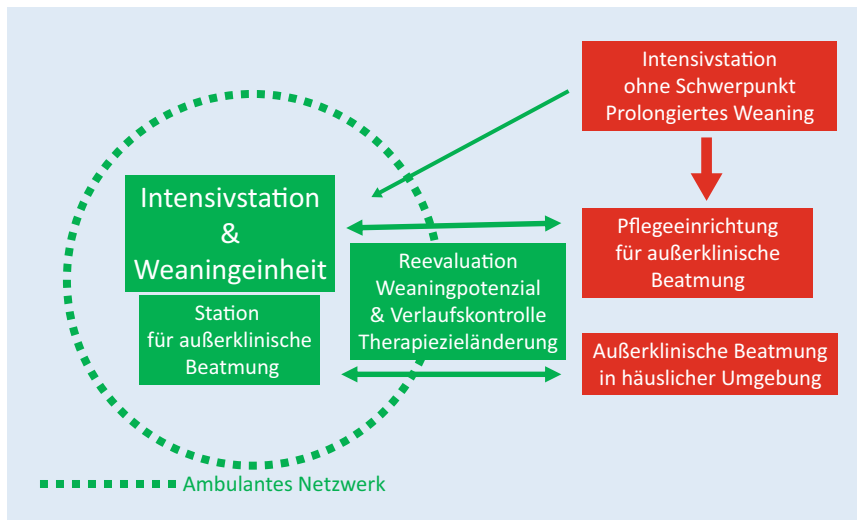 Intensivstation
ohne Schwerpunkt
Prolongiertes Weaning
Intensivstation
&
Weaningeinheit
Station
für außerklinische
Beatmung
Reevaluation
Weaningpotenzial
& Verlaufskontrolle
Therapiezieländerung
Pflegeeinrichtung
für außerklinische
Beatmung
Außerklinische Beatmung
in häuslicher Umgebung
Ambulantes Netzwerk